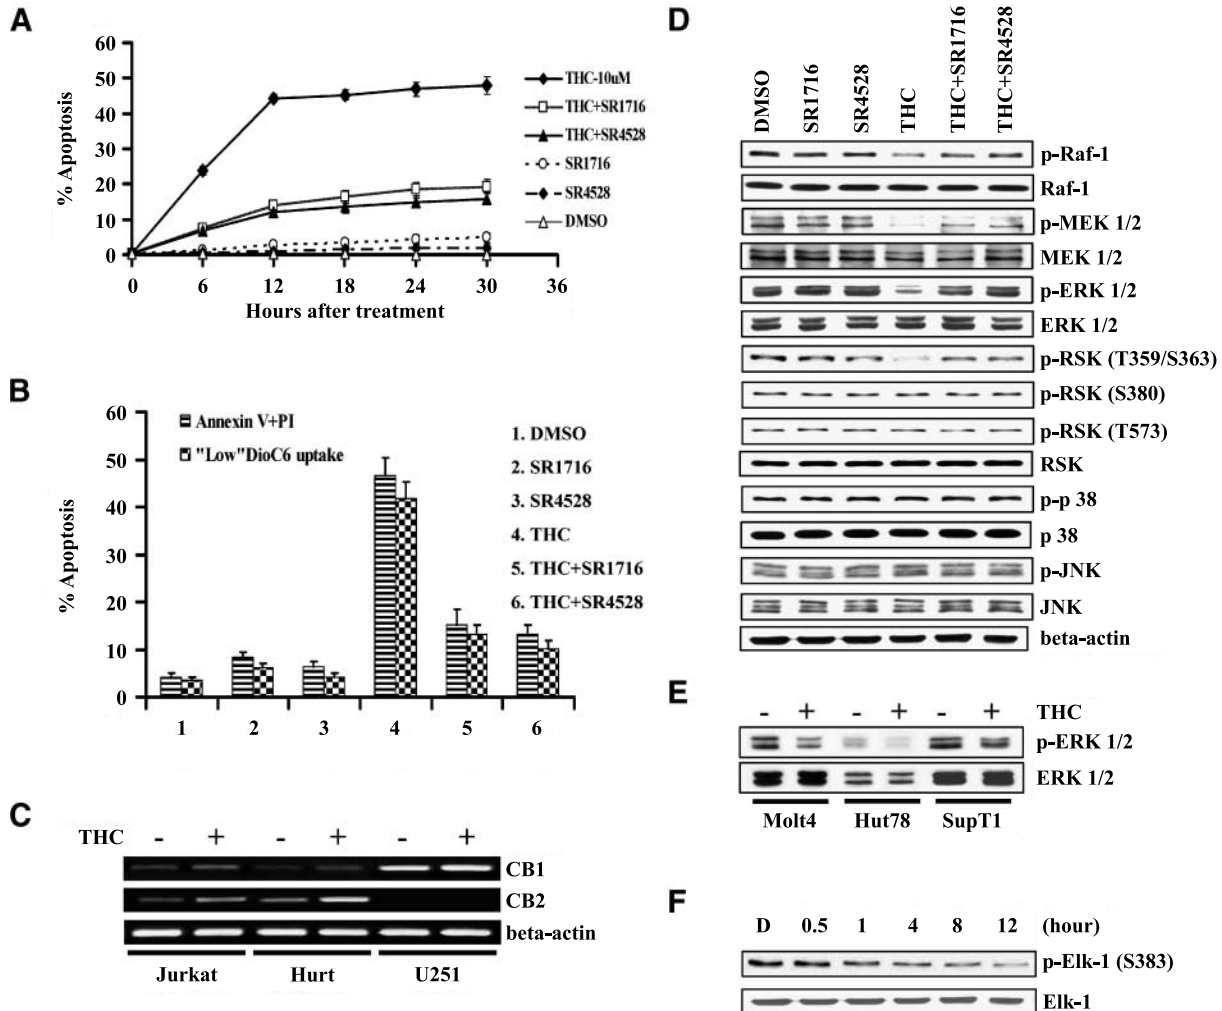 A
60
50
40
30
20
10
0
% Apoptosis
0 6 12 18 24 30 36
Hours after treatment
THC-10uM
THC+SR1716
THC+SR4528
SR1716
SR4528
DMSO
B
60
50
40
30
20
10
0
% Apoptosis
Annexin V+PI
"Low"DioC6 uptake
1. DMSO
2. SR1716
3. SR4528
4. THC
5. THC+SR1716
6. THC+SR4528
1 2 3 4 5 6
C
THC - + - + - +
CB1
CB2
beta-actin
Jurkat Hurt U251
D
DMSO SR1716 SR4528 THC THC+SR1716 THC+SR4528
p-Raf-1
Raf-1
p-MEK 1/2
MEK 1/2
p-ERK 1/2
ERK 1/2
p-RSK (T359/S363)
p-RSK (S380)
p-RSK (T573)
RSK
p-p 38
p 38
p-JNK
JNK
beta-actin
E
- + - + - + THC
p-ERK 1/2
ERK 1/2
Molt4 Hut78 SupT1
F
D 0.5 1 4 8 12 (hour)
p-Elk-1 (S383)
Elk-1